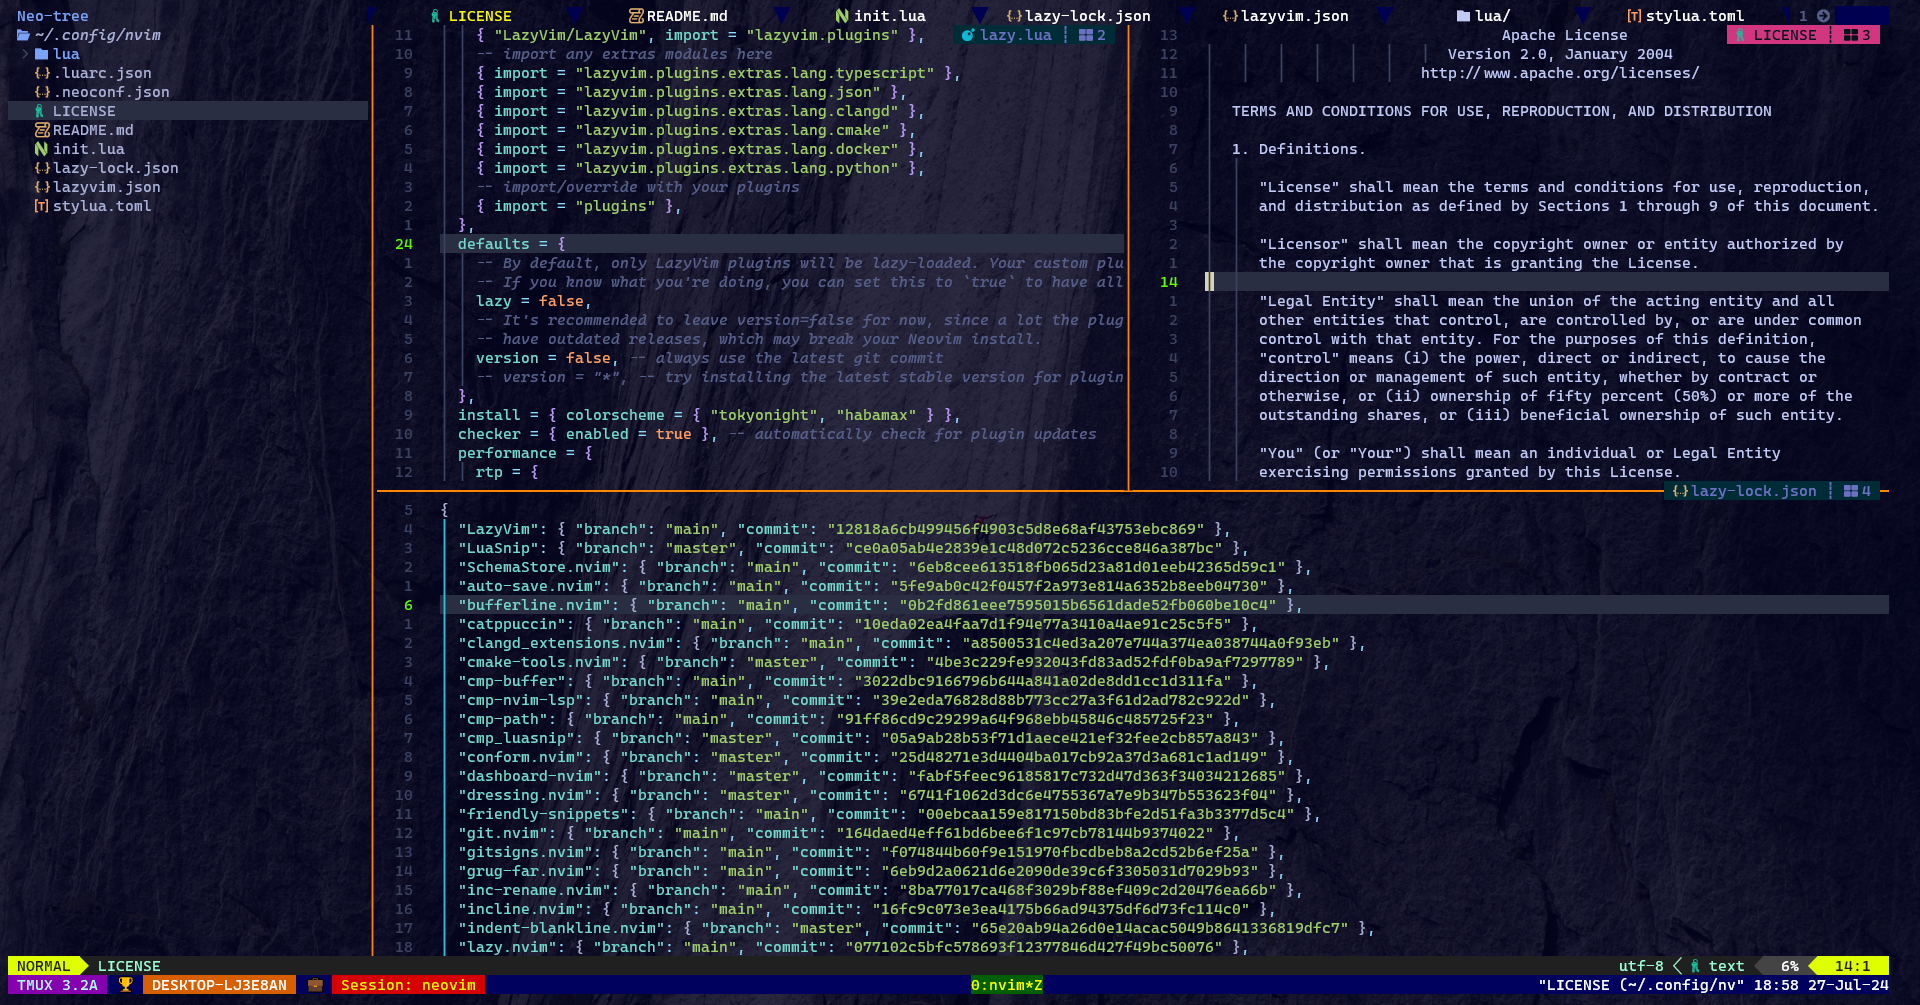 Neo-tree
~/.config/nvim
lua
.luarc.json
.neoconf.json
LICENSE
README.md
init.lua
lazy-lock.json
lazyvim.json
stylua.toml
LICENSE README.md init.lua lazy-lock.json lazyvim.json lua/ stylua.toml 1
lazy.lua 2
11 { "LazyVim/LazyVim", import = "lazyvim.plugins" },
10 -- import any extras modules here
9 { import = "lazyvim.plugins.extras.lang.typescript" },
8 { import = "lazyvim.plugins.extras.lang.json" },
7 { import = "lazyvim.plugins.extras.lang.clangd" },
6 { import = "lazyvim.plugins.extras.lang.cmake" },
5 { import = "lazyvim.plugins.extras.lang.docker" },
4 { import = "lazyvim.plugins.extras.lang.python" },
3 -- import/override with your plugins
2 { import = "plugins" },
1 },
24 defaults = {
1 -- By default, only LazyVim plugins will be lazy-loaded. Your custom plu
2 -- If you know what you're doing, you can set this to `true` to have all
3 lazy = false,
4 -- It's recommended to leave version=false for now, since a lot the plug
5 -- have outdated releases, which may break your Neovim install.
6 version = false, -- always use the latest git commit
7 -- version = "*", -- try installing the latest stable version for plugin
8 },
9 install = { colorscheme = { "tokyonight", "habamax" } },
10 checker = { enabled = true }, -- automatically check for plugin updates
11 performance = {
12 rtp = {
LICENSE 3
13 Apache License
12 Version 2.0, January 2004
11 http://www.apache.org/licenses/
10
9 TERMS AND CONDITIONS FOR USE, REPRODUCTION, AND DISTRIBUTION
8
7 1. Definitions.
6
5 "License" shall mean the terms and conditions for use, reproduction,
4 and distribution as defined by Sections 1 through 9 of this document.
3
2 "Licensor" shall mean the copyright owner or entity authorized by
1 the copyright owner that is granting the License.
14
1 "Legal Entity" shall mean the union of the acting entity and all
2 other entities that control, are controlled by, or are under common
3 control with that entity. For the purposes of this definition,
4 "control" means (i) the power, direct or indirect, to cause the
5 direction or management of such entity, whether by contract or
6 otherwise, or (ii) ownership of fifty percent (50%) or more of the
7 outstanding shares, or (iii) beneficial ownership of such entity.
8
9 "You" (or "Your") shall mean an individual or Legal Entity
10 exercising permissions granted by this License.
lazy-lock.json 4
5 {
4 "LazyVim": { "branch": "main", "commit": "12818a6cb499456f4903c5d8e68af43753ebc869" },
3 "LuaSnip": { "branch": "master", "commit": "ce0a05ab4e2839e1c48d072c5236cce846a387bc" },
2 "SchemaStore.nvim": { "branch": "main", "commit": "6eb8cee613518fb065d23a81d01eeb42365d59c1" },
1 "auto-save.nvim": { "branch": "main", "commit": "5fe9ab0c42f0457f2a973e814a6352b8eeb04730" },
6 "bufferline.nvim": { "branch": "main", "commit": "0b2fd861eee7595015b6561dade52fb060be10c4" },
1 "catppuccin": { "branch": "main", "commit": "10eda02ea4faa7d1f94e77a3410a4ae91c25c5f5" },
2 "clangd_extensions.nvim": { "branch": "main", "commit": "a8500531c4ed3a207e744a374ea038744a0f93eb" },
3 "cmake-tools.nvim": { "branch": "master", "commit": "4be3c229fe932043fd83ad52fdf0ba9af7297789" },
4 "cmp-buffer": { "branch": "main", "commit": "3022dbc9166796b644a841a02de8dd1cc1d311fa" },
5 "cmp-nvim-lsp": { "branch": "main", "commit": "39e2eda76828d88b773cc27a3f61d2ad782c922d" },
6 "cmp-path": { "branch": "main", "commit": "91ff86cd9c29299a64f968ebb45846c485725f23" },
7 "cmp_luasnip": { "branch": "master", "commit": "05a9ab28b53f71d1aece421ef32fee2cb857a843" },
8 "conform.nvim": { "branch": "master", "commit": "25d48271e3d4404ba017cb92a37d3a681c1ad149" },
9 "dashboard-nvim": { "branch": "master", "commit": "fabf5feec96185817c732d47d363f34034212685" },
10 "dressing.nvim": { "branch": "master", "commit": "6741f1062d3dc6e4755367a7e9b347b553623f04" },
11 "friendly-snippets": { "branch": "main", "commit": "00ebcaa159e817150bd83bfe2d51fa3b3377d5c4" },
12 "git.nvim": { "branch": "main", "commit": "164daed4eff61bd6bee6f1c97cb78144b9374022" },
13 "gitsigns.nvim": { "branch": "main", "commit": "f074844b60f9e151970fbcdbeb8a2cd52b6ef25a" },
14 "grug-far.nvim": { "branch": "main", "commit": "6eb9d2a0621d6e2090de39c6f3305031d7029b93" },
15 "inc-rename.nvim": { "branch": "main", "commit": "8ba77017ca468f3029bf88ef409c2d20476ea66b" },
16 "incline.nvim": { "branch": "main", "commit": "16fc9c073e3ea4175b66ad94375df6d73fc114c0" },
17 "indent-blankline.nvim": { "branch": "master", "commit": "65e20ab94a26d0e14acac5049b8641336819dfc7" },
18 "lazy.nvim": { "branch": "main", "commit": "077102c5bfc578693f12377846d427f49bc50076" },
NORMAL LICENSE utf-8 text 6% 14:1
TMUX 3.2A DESKTOP-LJ3E8AN Session: neovim 0:nvim*Z "LICENSE (~/.config/nv" 18:58 27-Jul-24